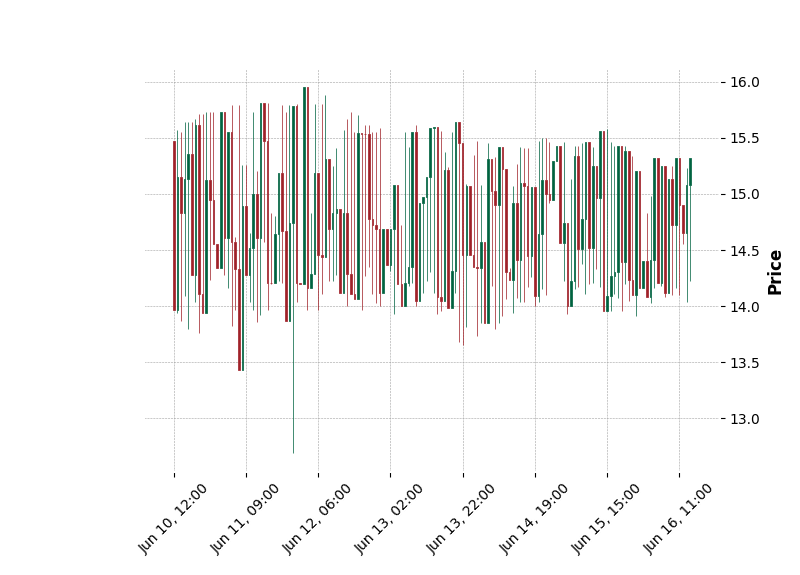 16.0
15.5
15.0
14.5
14.0
13.5
13.0
Price
Jun 10, 12:00
Jun 11, 09:00
Jun 12, 06:00
Jun 13, 02:00
Jun 13, 22:00
Jun 14, 19:00
Jun 15, 15:00
Jun 16, 11:00